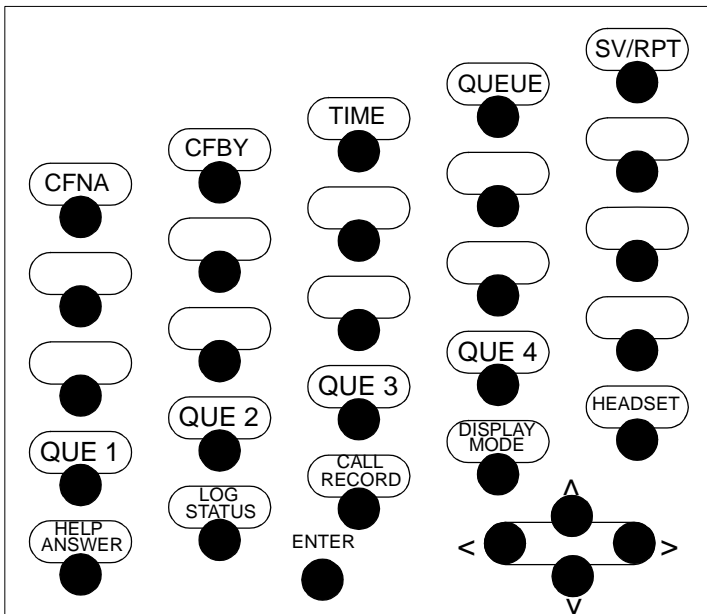 SV/RPT
QUEUE
TIME
CFBY
CFNA
QUE 4
QUE 3
QUE 2
QUE 1
HEADSET
DISPLAY
MODE
CALL
RECORD
LOG
STATUS
HELP
ANSWER
ENTER
^
< >
v